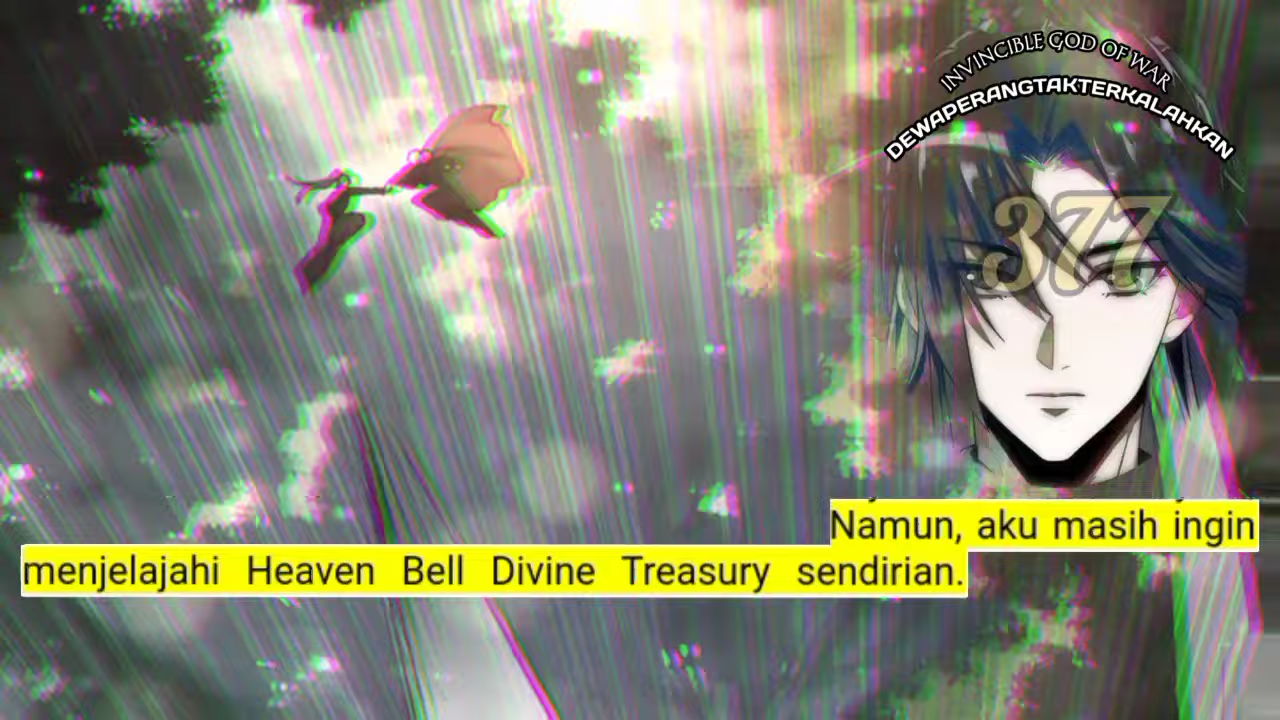 INVINCIBLE GOD OF WAR
DEWAPERANGTAKTERKALAHKAN
377
Namun, aku masih ingin
menjelajahi Heaven Bell Divine Treasury sendirian.